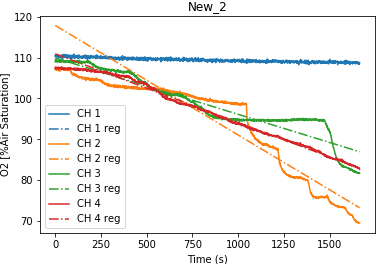 New_2
120
110
100
90
80
70
O2 [%Air Saturation]
CH 1
CH 1 reg
CH 2
CH 2 reg
CH 3
CH 3 reg
CH 4
CH 4 reg
0 250 500 750 1000 1250 1500
Time (s)